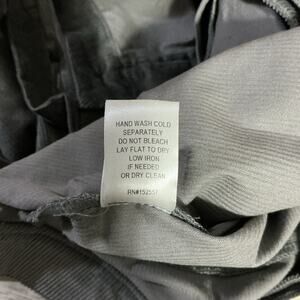 HAND WASH COLD
SEPARATELY
DO NOT BLEACH
LAY FLAT TO DRY
LOW IRON
IF NEEDED
OR DRY CLEAN
RN#152557